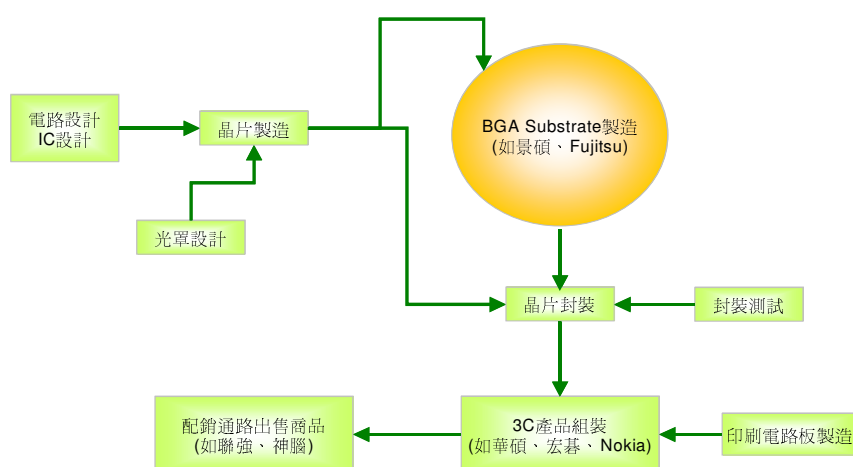 電路設計
IC設計
晶片製造
BGA Substrate製造
(如景碩、Fujitsu)
光罩設計
晶片封裝
封裝測試
配銷通路出售商品
(如聯強、神腦)
3C產品組裝
(如華碩、宏碁、Nokia)
印刷電路板製造